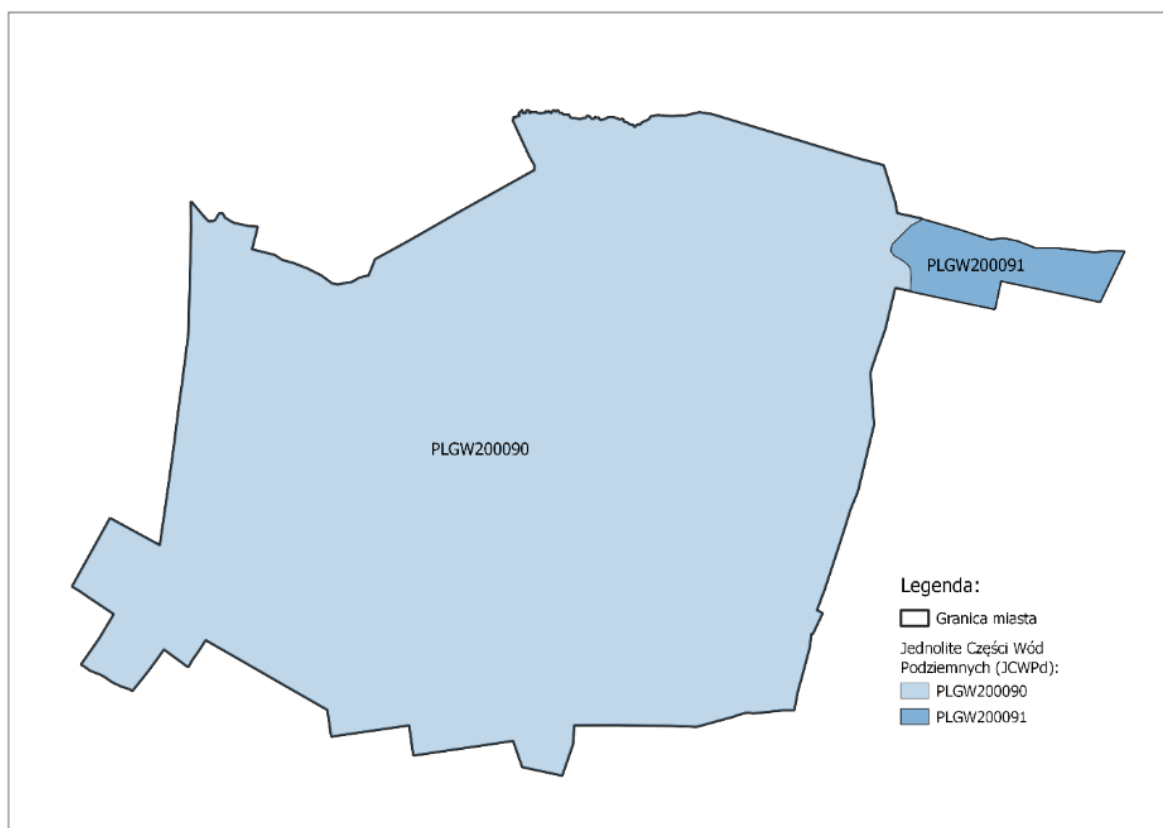 PLGW200091
PLGW200090
Legenda:
Granica miasta
Jednolite Części Wód
Podziemnych (JCWPd):
PLGW200090
PLGW200091